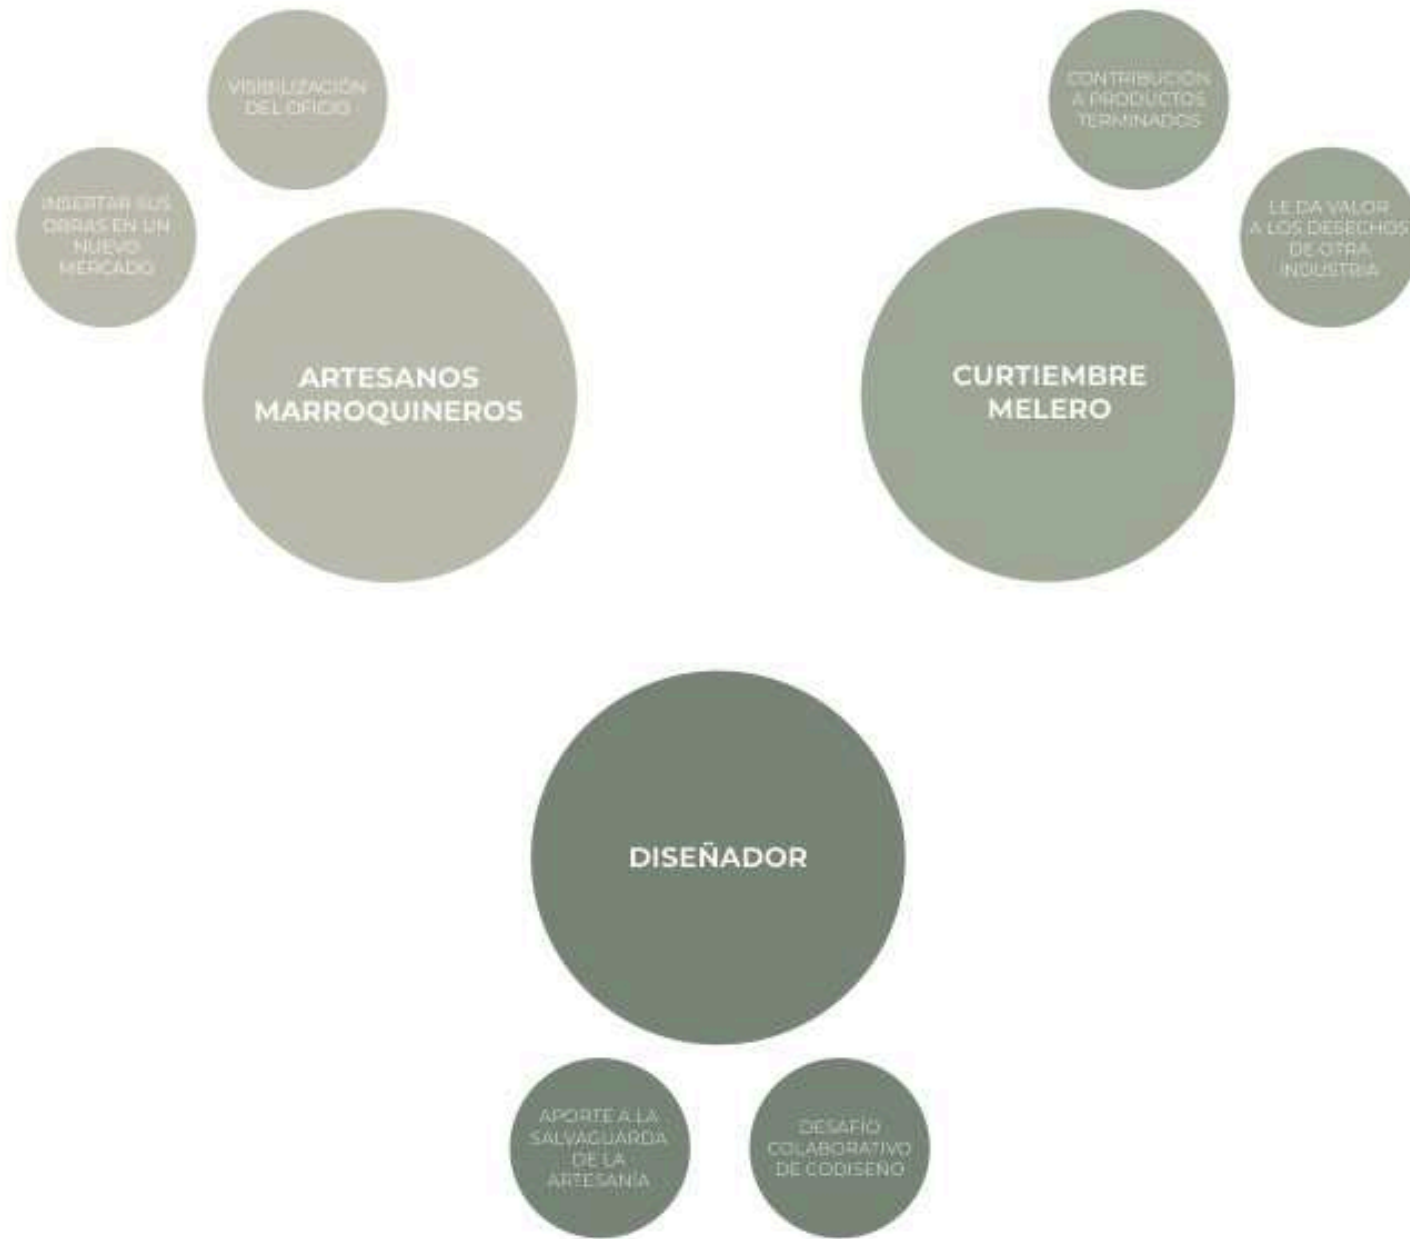 VISIBILIZACIÓN
DEL OFICIO
INSERTAR SUS
OBRAS EN UN
NUEVO
MERCADO
ARTESANOS
MARROQUINEROS
CONTRIBUCIÓN
A PRODUCTOS
TERMINADOS
LE DA VALOR
A LOS DESECHOS
DE OTRA
INDUSTRIA
CURTIEMBRE
MELERO
DISEÑADOR
APORTE A LA
SALVAGUARDA
DE LA
ARTESANÍA
DESAFÍO
COLABORATIVO
DE CODISEÑO